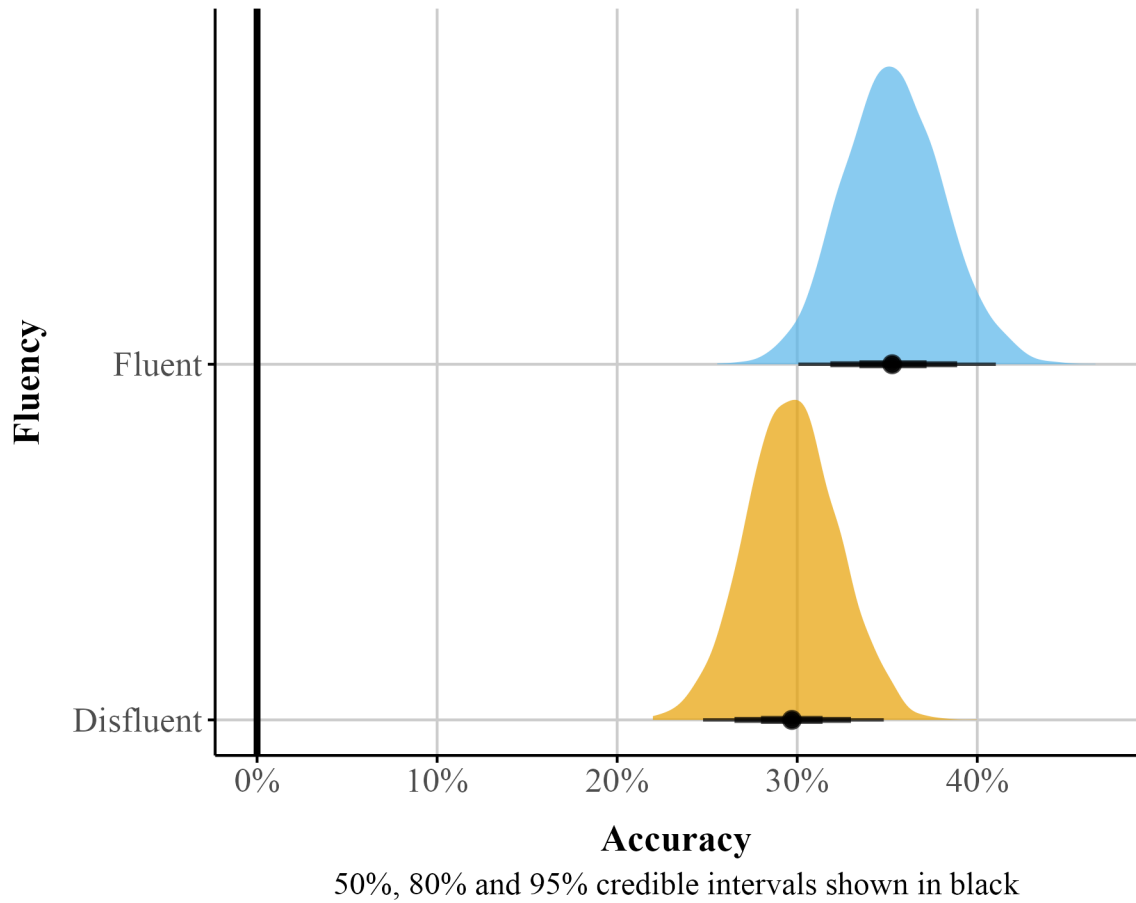 Fluency
Fluent
Disfluent
0% 10% 20% 30% 40%
Accuracy
50%, 80% and 95% credible intervals shown in black